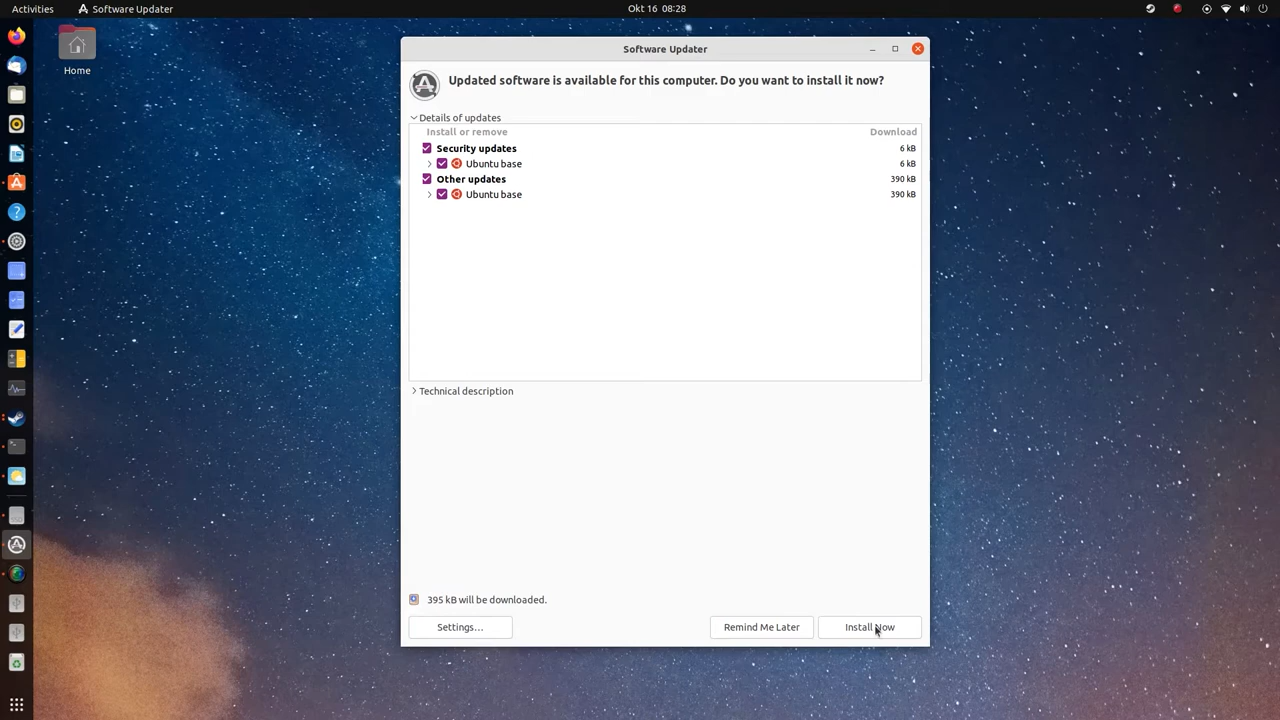 Activities
Software Updater
Okt 16 08:28
Home
Software Updater
Updated software is available for this computer. Do you want to install it now?
Details of updates
Install or remove Download
Security updates 6 kB
Ubuntu base 6 kB
Other updates 390 kB
Ubuntu base 390 kB
Technical description
395 kB will be downloaded.
Settings…
Remind Me Later
Install Now